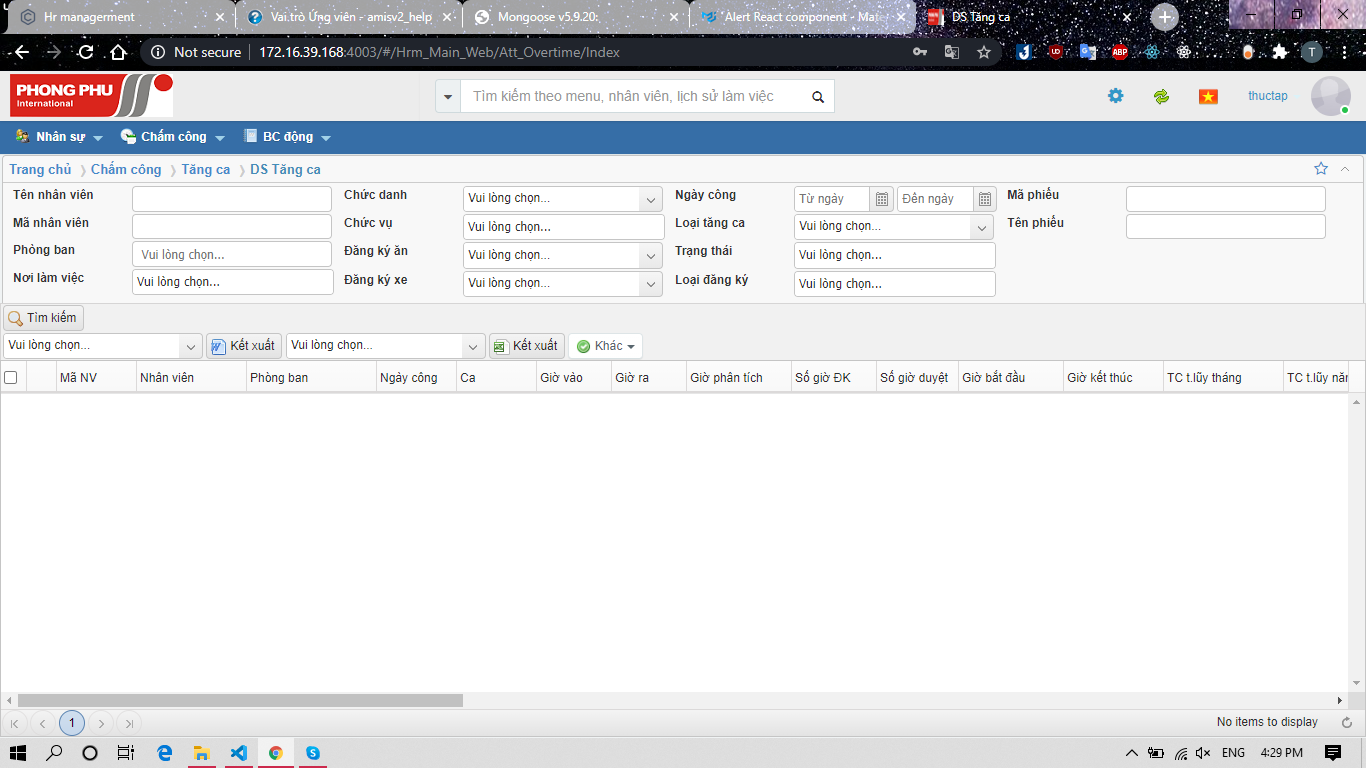 Hr managerment
Vai.trò Ứng viên - amisv2_help
Mongoose v5.9.20:
Alert React component - Mate
DS Tăng ca
Not secure 172.16.39.168:4003/#/Hrm_Main_Web/Att_Overtime/Index
T
PHONG PHU
International
Tìm kiếm theo menu, nhân viên, lịch sử làm việc
thuctap
Nhân sự
Chấm công
BC động
Trang chủ
Chấm công
Tăng ca
DS Tăng ca
Tên nhân viên
Chức danh
Vui lòng chọn...
Ngày công
Từ ngày
Đến ngày
Mã phiếu
Mã nhân viên
Chức vụ
Vui lòng chọn...
Loại tăng ca
Vui lòng chọn...
Tên phiếu
Phòng ban
Vui lòng chọn...
Đăng ký ăn
Vui lòng chọn...
Trạng thái
Vui lòng chọn...
Nơi làm việc
Vui lòng chọn...
Đăng ký xe
Vui lòng chọn...
Loại đăng ký
Vui lòng chọn...
Tìm kiếm
Vui lòng chọn...
Kết xuất
Vui lòng chọn...
Kết xuất
Khác
Mã NV
Nhân viên
Phòng ban
Ngày công
Ca
Giờ vào
Giờ ra
Giờ phân tích
Số giờ ĐK
Số giờ duyệt
Giờ bắt đầu
Giờ kết thúc
TC t.lũy tháng
TC t.lũy năm
1
No items to display
ENG
4:29 PM